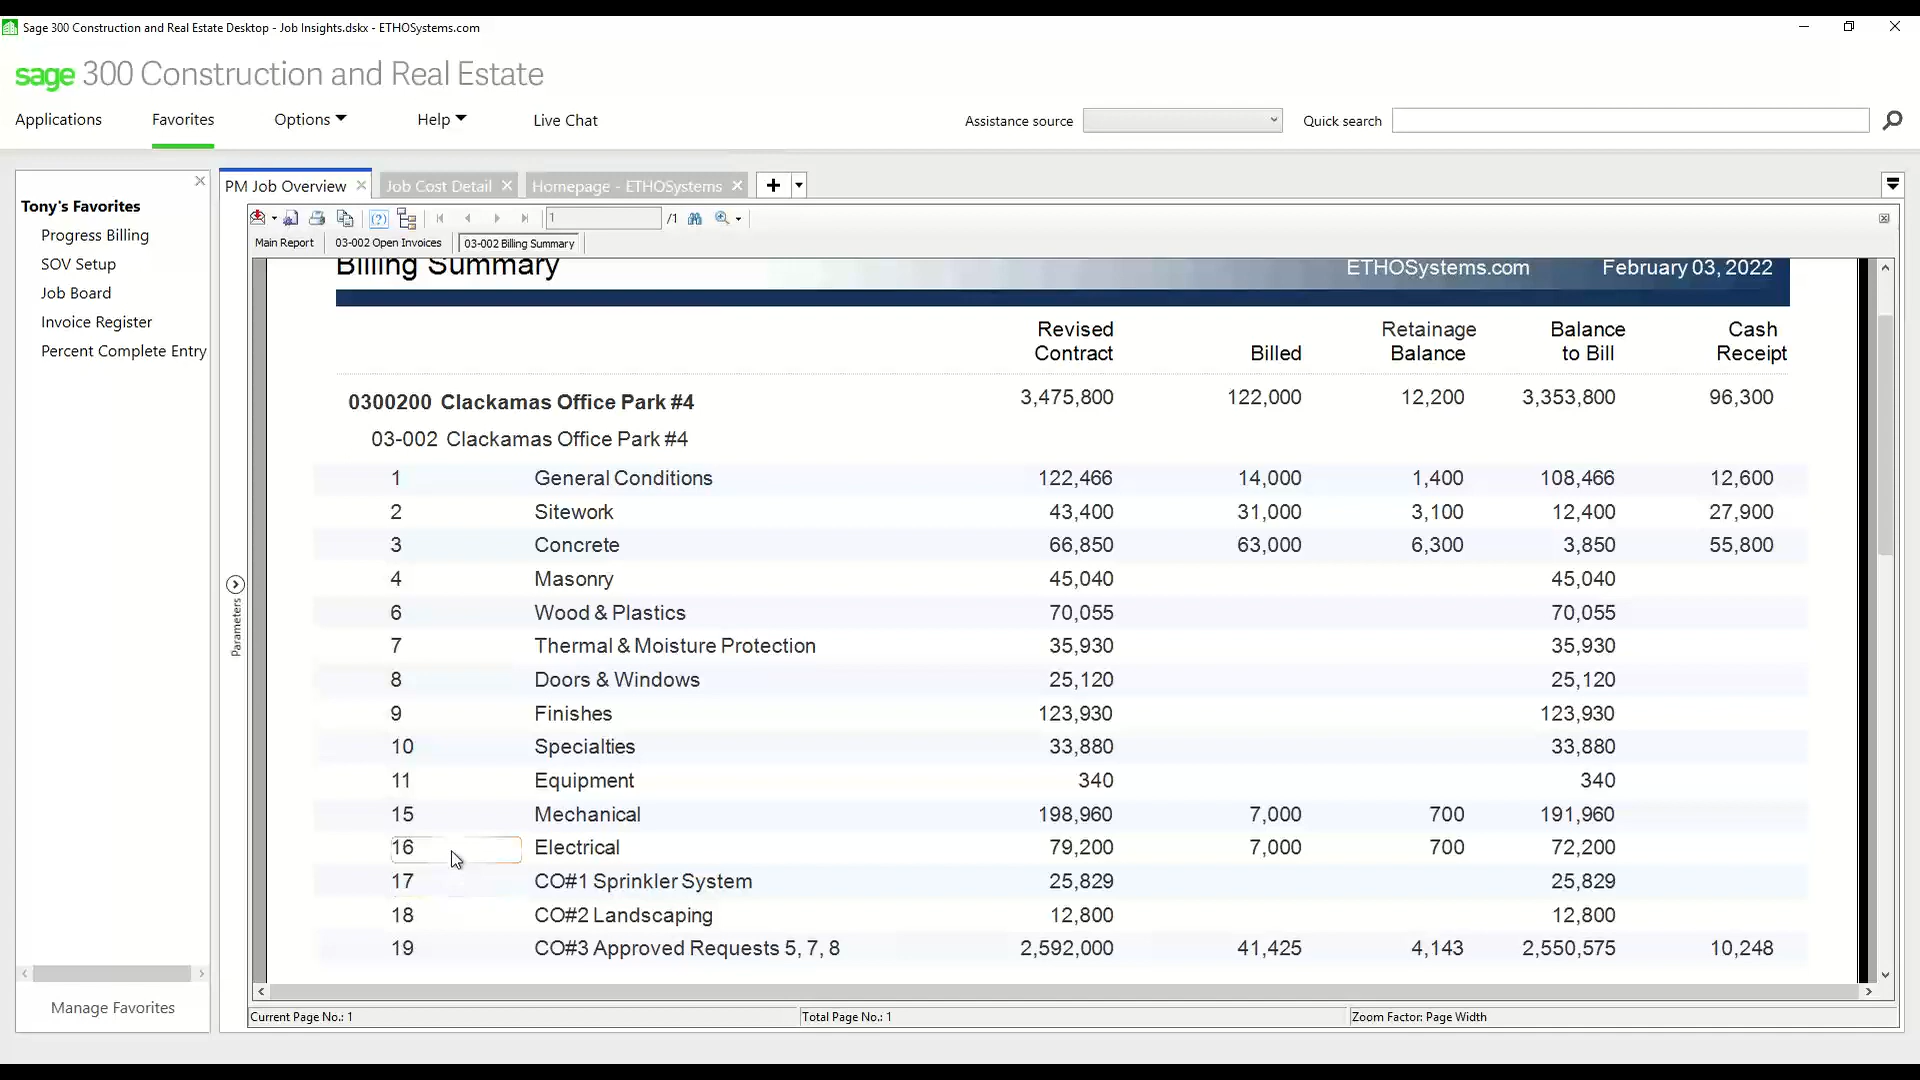 Sage 300 Construction and Real Estate Desktop - Job Insights.dskx - ETHOSystems.com
sage 300 Construction and Real Estate
Applications Favorites Options Help Live Chat Assistance source Quick search
Tony's Favorites
Progress Billing
SOV Setup
Job Board
Invoice Register
Percent Complete Entry
Manage Favorites
PM Job Overview Job Cost Detail Homepage - ETHOSystems
1 /1
Main Report 03-002 Open Invoices 03-002 Billing Summary
Parameters
Billing Summary ETHOSystems.com February 03, 2022
Revised Retainage Balance Cash
Contract Billed Balance to Bill Receipt
0300200 Clackamas Office Park #4 3,475,800 122,000 12,200 3,353,800 96,300
03-002 Clackamas Office Park #4
1 General Conditions 122,466 14,000 1,400 108,466 12,600
2 Sitework 43,400 31,000 3,100 12,400 27,900
3 Concrete 66,850 63,000 6,300 3,850 55,800
4 Masonry 45,040 45,040
6 Wood & Plastics 70,055 70,055
7 Thermal & Moisture Protection 35,930 35,930
8 Doors & Windows 25,120 25,120
9 Finishes 123,930 123,930
10 Specialties 33,880 33,880
11 Equipment 340 340
15 Mechanical 198,960 7,000 700 191,960
16 Electrical 79,200 7,000 700 72,200
17 CO#1 Sprinkler System 25,829 25,829
18 CO#2 Landscaping 12,800 12,800
19 CO#3 Approved Requests 5, 7, 8 2,592,000 41,425 4,143 2,550,575 10,248
Current Page No.: 1 Total Page No.: 1 Zoom Factor: Page Width